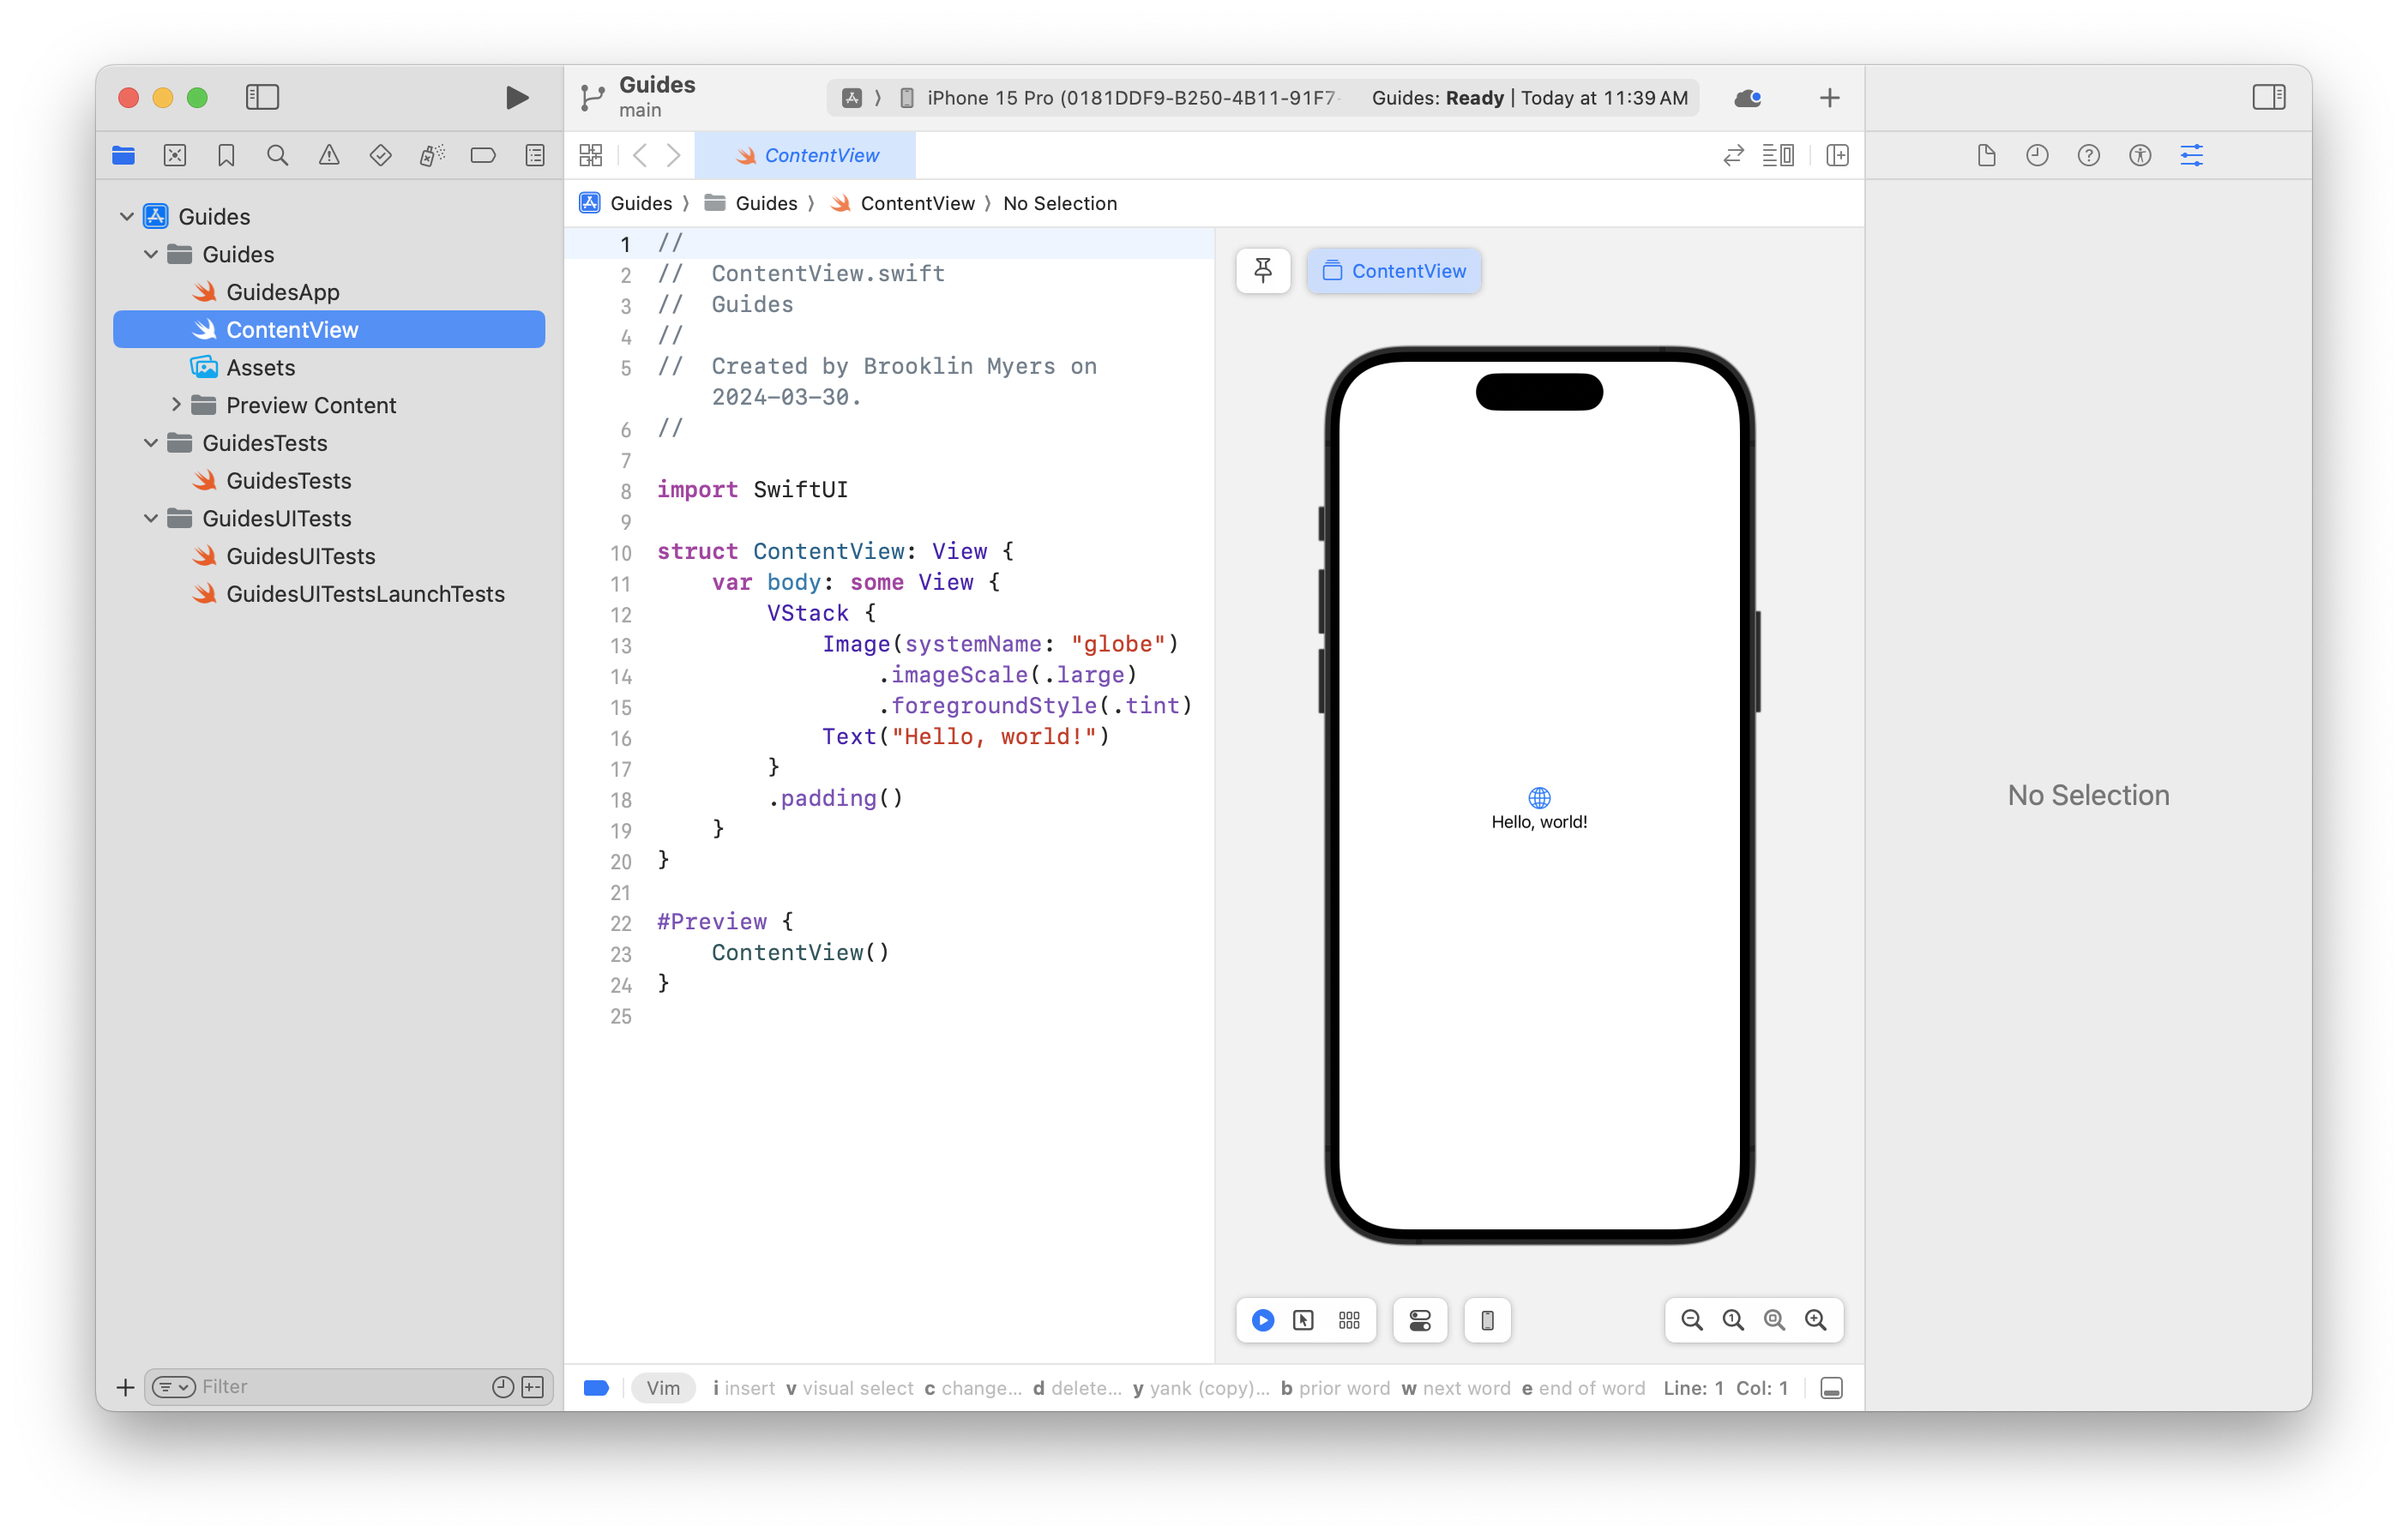 Guides
main
iPhone 15 Pro (0181DDF9-B250-4B11-91F7-
Guides: Ready | Today at 11:39 AM
ContentView
Guides
Guides
GuidesApp
ContentView
Assets
Preview Content
GuidesTests
GuidesTests
GuidesUITests
GuidesUITests
GuidesUITestsLaunchTests
Filter
Guides 〉 Guides 〉 ContentView 〉 No Selection
1 //
2 //  ContentView.swift
3 //  Guides
4 //
5 //  Created by Brooklin Myers on
2024-03-30.
6 //
7
8 import SwiftUI
9
10 struct ContentView: View {
11     var body: some View {
12         VStack {
13             Image(systemName: "globe")
14                 .imageScale(.large)
15                 .foregroundStyle(.tint)
16             Text("Hello, world!")
17         }
18         .padding()
19     }
20 }
21
22 #Preview {
23     ContentView()
24 }
25
ContentView
Hello, world!
Vim i insert v visual select c change... d delete... y yank (copy)... b prior word w next word e end of word Line: 1 Col: 1
No Selection